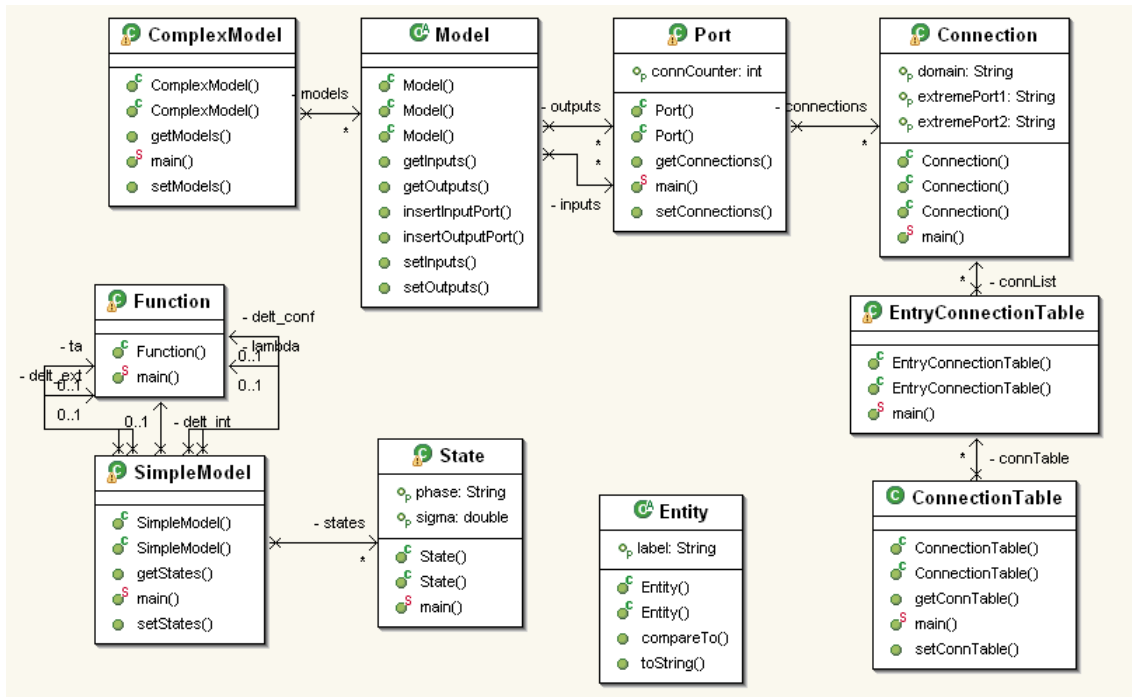 ComplexModel
ComplexModel()
ComplexModel()
getModels()
main()
setModels()
- models
*
Model
Model()
Model()
Model()
getInputs()
getOutputs()
insertInputPort()
insertOutputPort()
setInputs()
setOutputs()
- outputs
*
*
- inputs
Port
connCounter: int
Port()
Port()
getConnections()
main()
setConnections()
- connections
*
Connection
domain: String
extremePort1: String
extremePort2: String
Connection()
Connection()
Connection()
main()
* - connList
EntryConnectionTable
EntryConnectionTable()
EntryConnectionTable()
main()
* - connTable
ConnectionTable
ConnectionTable()
ConnectionTable()
getConnTable()
main()
setConnTable()
Function
Function()
main()
- ta
- delt_ext
0..1
0..1
- delt_conf
- lambda
0..1
0..1
0..1 - delt_int
SimpleModel
SimpleModel()
SimpleModel()
getStates()
main()
setStates()
- states
*
State
phase: String
sigma: double
State()
State()
main()
Entity
label: String
Entity()
Entity()
compareTo()
toString()